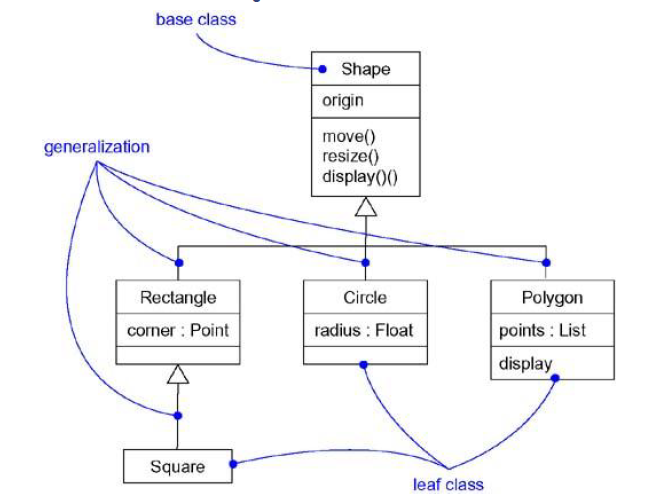 base class
Shape
origin
move()
resize()
display()()
generalization
Rectangle
corner : Point
Circle
radius : Float
Polygon
points : List
display
Square
leaf class